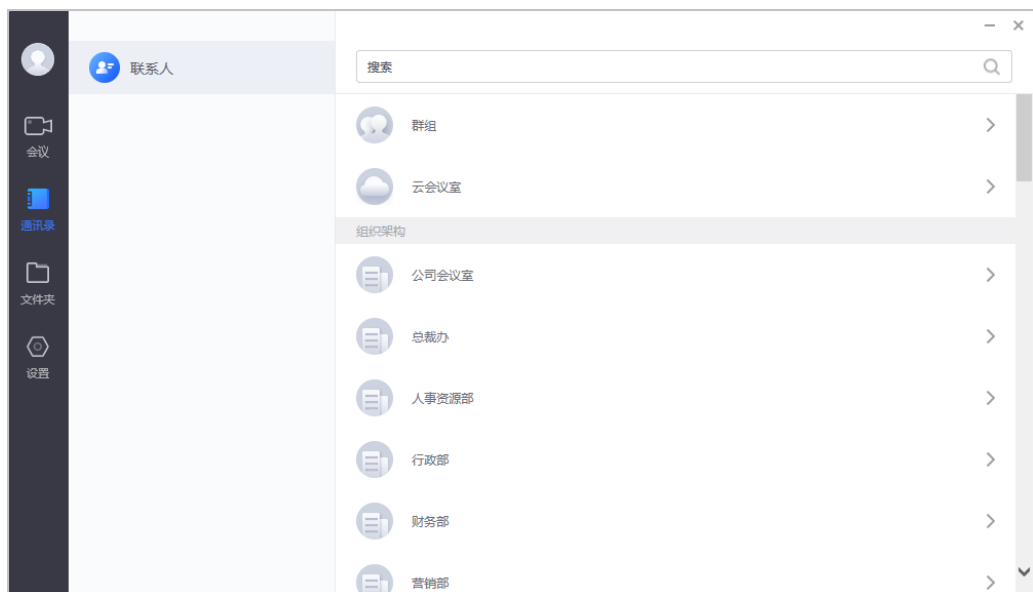 会议
通讯录
文件夹
设置
联系人
搜索
群组
云会议室
组织架构
公司会议室
总裁办
人事资源部
行政部
财务部
营销部